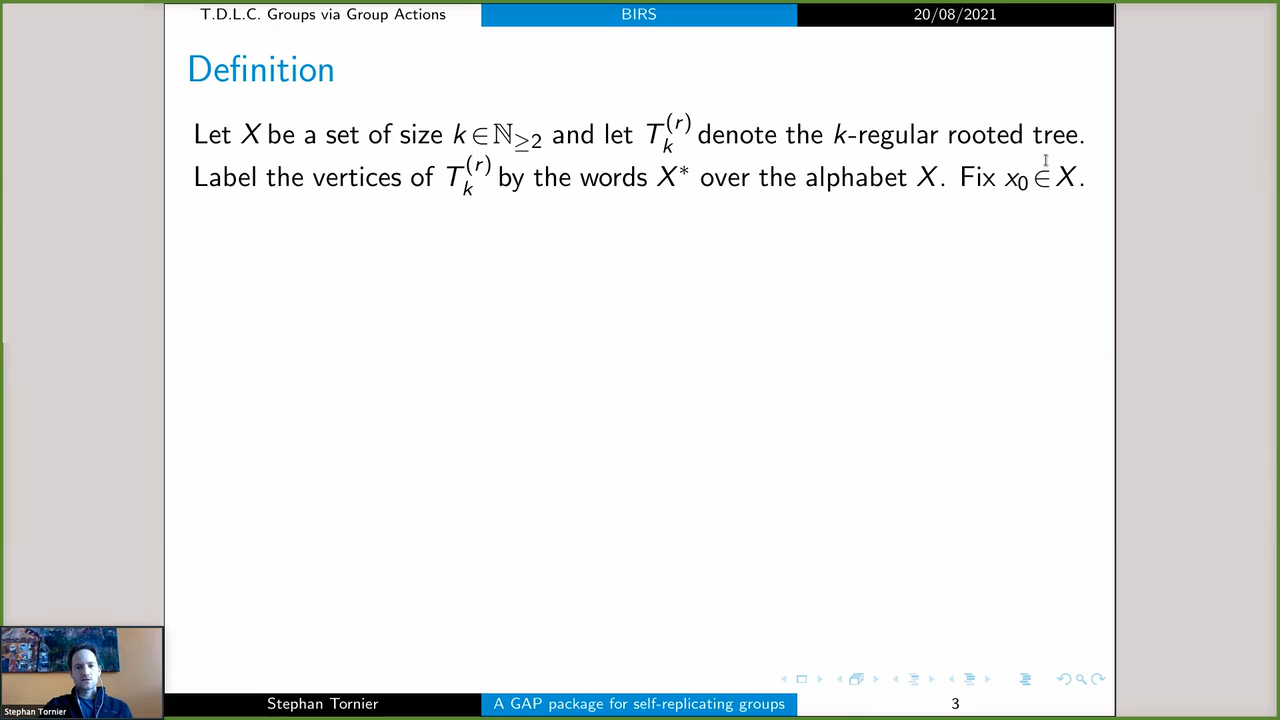 T.D.L.C. Groups via Group Actions BIRS 20/08/2021
Definition
Let X be a set of size k ∈ ℕ≥2 and let T_k^(r) denote the k-regular rooted tree.
Label the vertices of T_k^(r) by the words X* over the alphabet X. Fix x₀ ∈ X.
Stephan Tornier
Stephan Tornier A GAP package for self-replicating groups 3